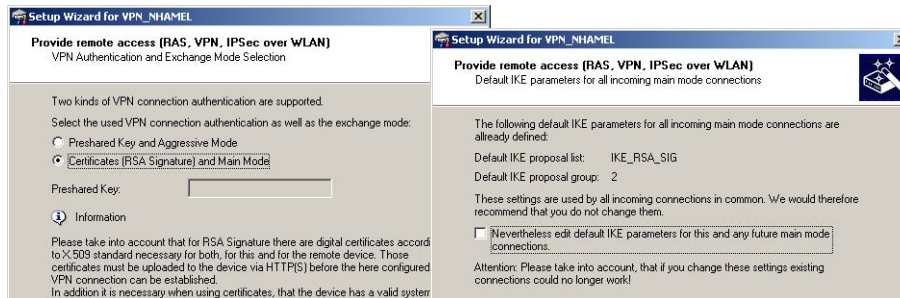 Setup Wizard for VPN_NHAMEL
Provide remote access (RAS, VPN, IPSec over WLAN)
VPN Authentication and Exchange Mode Selection
Two kinds of VPN connection authentication are supported.
Select the used VPN connection authentication as well as the exchange mode:
Preshared Key and Aggressive Mode
Certificates (RSA Signature) and Main Mode
Preshared Key:
Information
Please take into account that for RSA Signature there are digital certificates accordi
to X.509 standard necessary for both, for this and for the remote device. Those
certificates must be uploaded to the device via HTTP(S) before the here configured
VPN connection can be established.
In addition it is necessary when using certificates, that the device has a valid system
Setup Wizard for VPN_NHAMEL
Provide remote access (RAS, VPN, IPSec over WLAN)
Default IKE parameters for all incoming main mode connections
The following default IKE parameters for all incoming main mode connections are
allready defined:
Default IKE proposal list: IKE_RSA_SIG
Default IKE proposal group: 2
These settings are used by all incoming connections in common. We would therefore
recommend that you do not change them.
Nevertheless edit default IKE parameters for this and any future main mode
connections.
Attention: Please take into account, that if you change these settings existing
connections could no longer work!